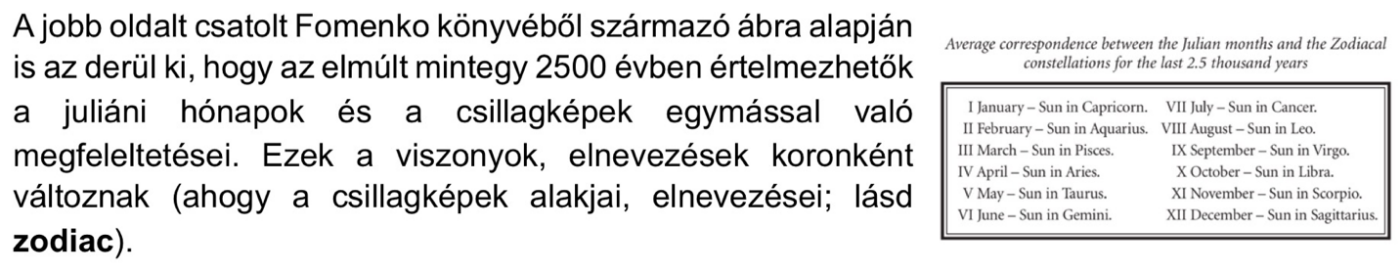 A jobb oldalt csatolt Fomenko könyvéből származó ábra alapján
is az derül ki, hogy az elmúlt mintegy 2500 évben értelmezhetők
a juliáni hónapok és a csillagképek egymással való
megfeleltetései. Ezek a viszonyok, elnevezések koronként
változnak (ahogy a csillagképek alakjai, elnevezései; lásd
zodiac).
Average correspondence between the Julian months and the Zodiacal
constellations for the last 2.5 thousand years
I January – Sun in Capricorn. VII July – Sun in Cancer.
II February – Sun in Aquarius. VIII August – Sun in Leo.
III March – Sun in Pisces. IX September – Sun in Virgo.
IV April – Sun in Aries. X October – Sun in Libra.
V May – Sun in Taurus. XI November – Sun in Scorpio.
VI June – Sun in Gemini. XII December – Sun in Sagittarius.